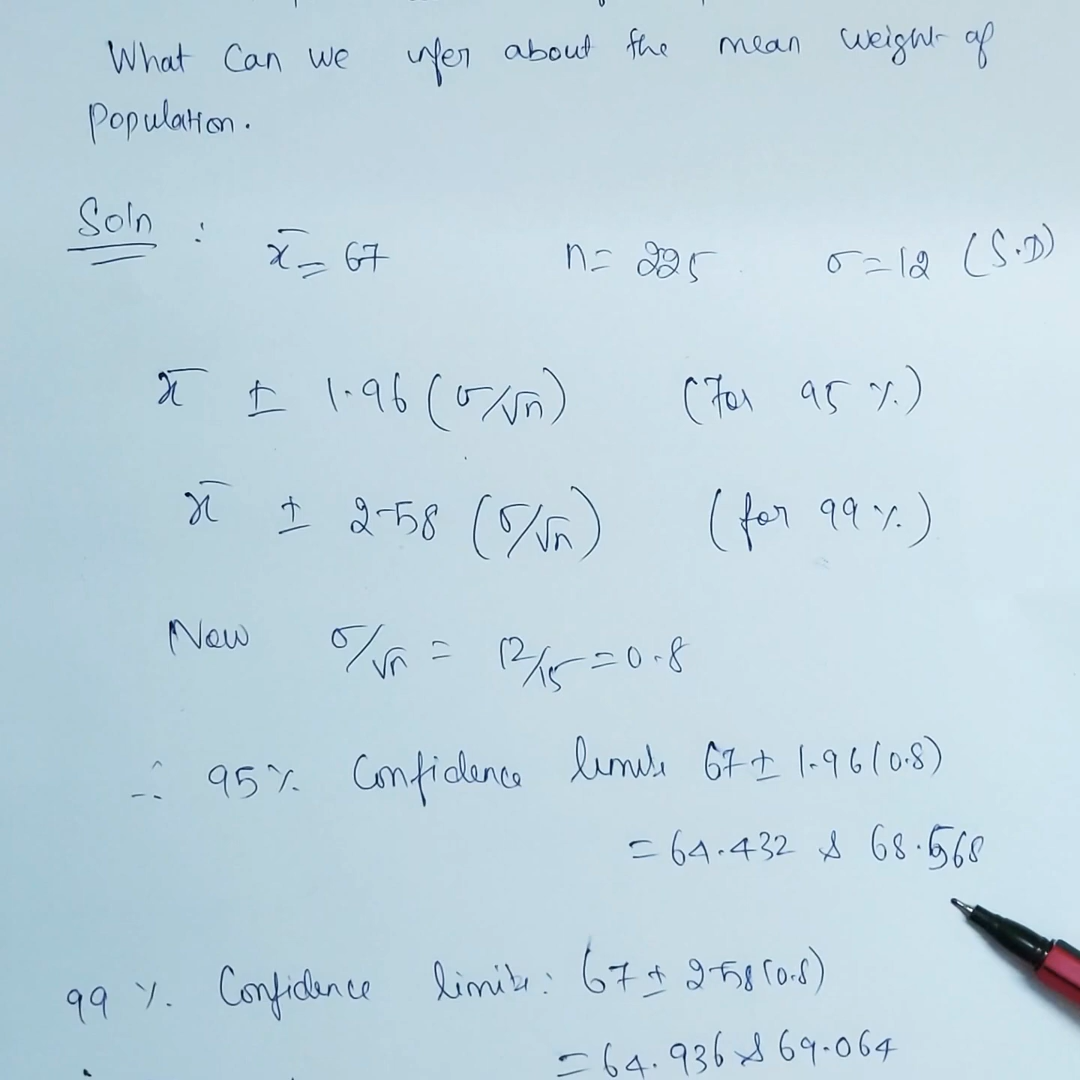 What Can we infer about the mean weight of
population.
Soln : x̄ = 67 n = 225 σ = 12 (S.D)
x̄ ± 1.96 (σ/√n) (For 95 %)
x̄ ± 2.58 (σ/√n) (for 99 %)
Now σ/√n = 12/15 = 0.8
∴ 95 % Confidence limits 67 ± 1.96 (0.8)
= 64.432 & 68.568
99 %. Confidence limits: 67 ± 2.58 (0.8)
= 64.936 & 69.064